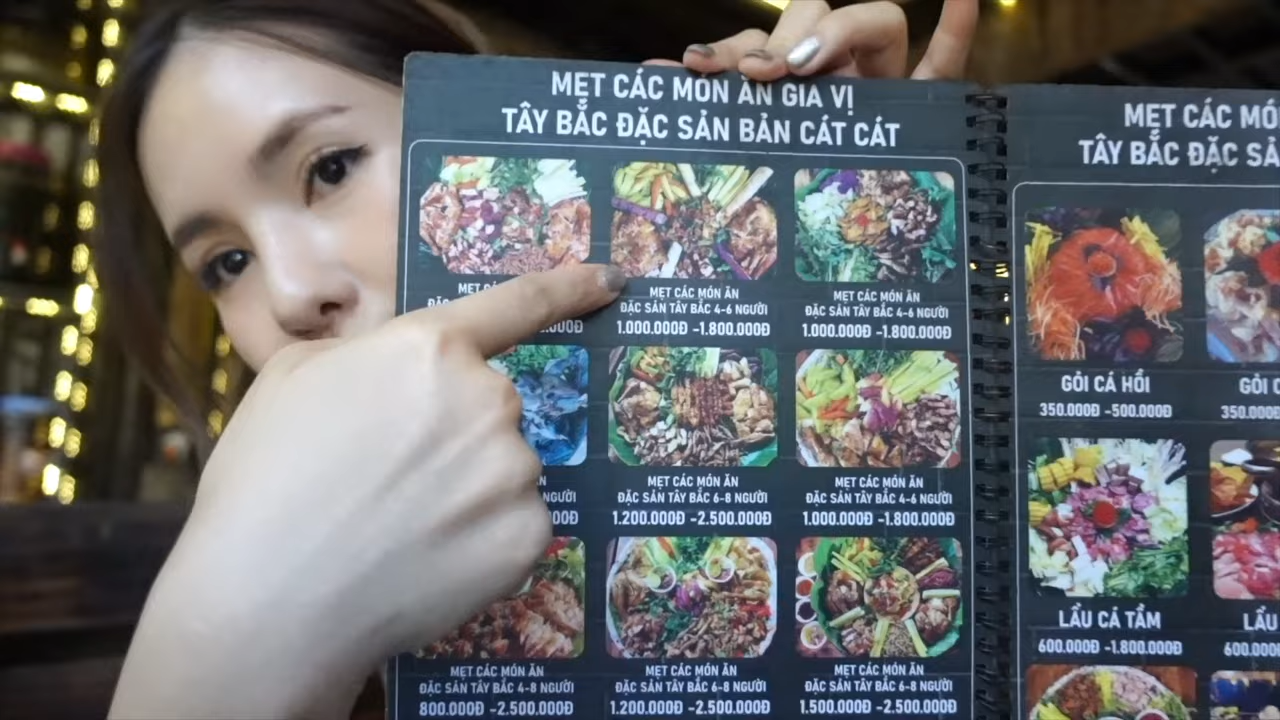 MẸT CÁC MÓN ĂN GIA VỊ
TÂY BẮC ĐẶC SẢN BẢN CÁT CÁT
MẸT CÁC MÓN ĂN
ĐẶC SẢN TÂY BẮC 4-6 NGƯỜI
1.000.000Đ -1.800.000Đ
MẸT CÁC MÓN ĂN
ĐẶC SẢN TÂY BẮC 4-6 NGƯỜI
1.000.000Đ -1.800.000Đ
NGƯỜI
MẸT CÁC MÓN ĂN
ĐẶC SẢN TÂY BẮC 6-8 NGƯỜI
1.200.000Đ -2.500.000Đ
MẸT CÁC MÓN ĂN
ĐẶC SẢN TÂY BẮC 4-6 NGƯỜI
1.000.000Đ -1.800.000Đ
MẸT CÁC MÓN ĂN
ĐẶC SẢN TÂY BẮC 4-8 NGƯỜI
800.000Đ -2.500.000Đ
MẸT CÁC MÓN ĂN
ĐẶC SẢN TÂY BẮC 6-8 NGƯỜI
1.200.000Đ -2.500.000Đ
MẸT CÁC MÓN ĂN
ĐẶC SẢN TÂY BẮC 6-8 NGƯỜI
1.500.000Đ -2.500.000Đ
MẸT CÁC MÓ
TÂY BẮC ĐẶC SẢ
GỎI CÁ HỒI
350.000Đ -500.000Đ
GỎI
350.000
LẨU CÁ TẦM
600.000Đ -1.800.000Đ
LẨU
600.000